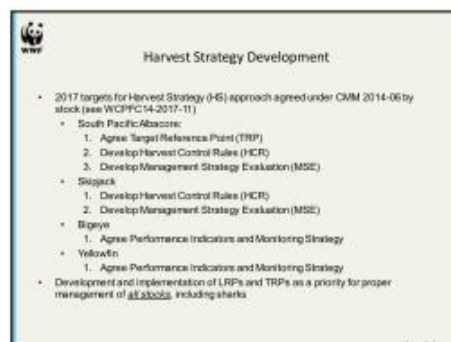 WWF
Harvest Strategy Development
• 2017 targets for Harvest Strategy (HS) approach agreed under CMM 2014-06 by
stock (see WCPFC14-2017-11)
• South Pacific Albacore:
1. Agree Target Reference Point (TRP)
2. Develop Harvest Control Rules (HCR)
3. Develop Management Strategy Evaluation (MSE)
• Skipjack
1. Develop Harvest Control Rules (HCR)
2. Develop Management Strategy Evaluation (MSE)
• Bigeye
1. Agree Performance Indicators and Monitoring Strategy
• Yellowfin
1. Agree Performance Indicators and Monitoring Strategy
• Development and implementation of LRPs and TRPs as a priority for proper
management of all stocks, including sharks